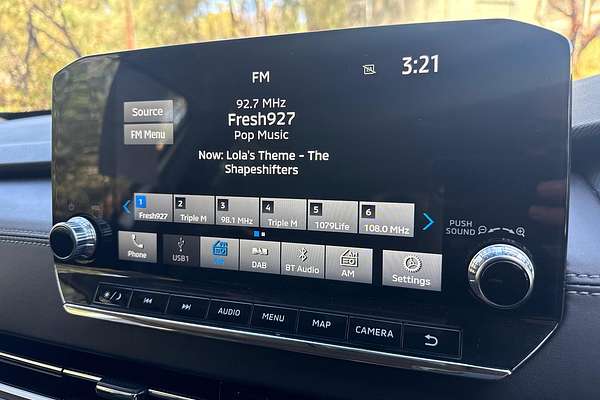 FM
3:21
Source
FM Menu
92.7 MHz
Fresh927
Pop Music
Now: Lola's Theme - The
Shapeshifters
1 2 3 4 5 6
Fresh927 Triple M 98.1 MHz Triple M 1079Life 108.0 MHz
PUSH
SOUND
Phone USB1 FM DAB BT Audio AM Settings
AUDIO MENU MAP CAMERA